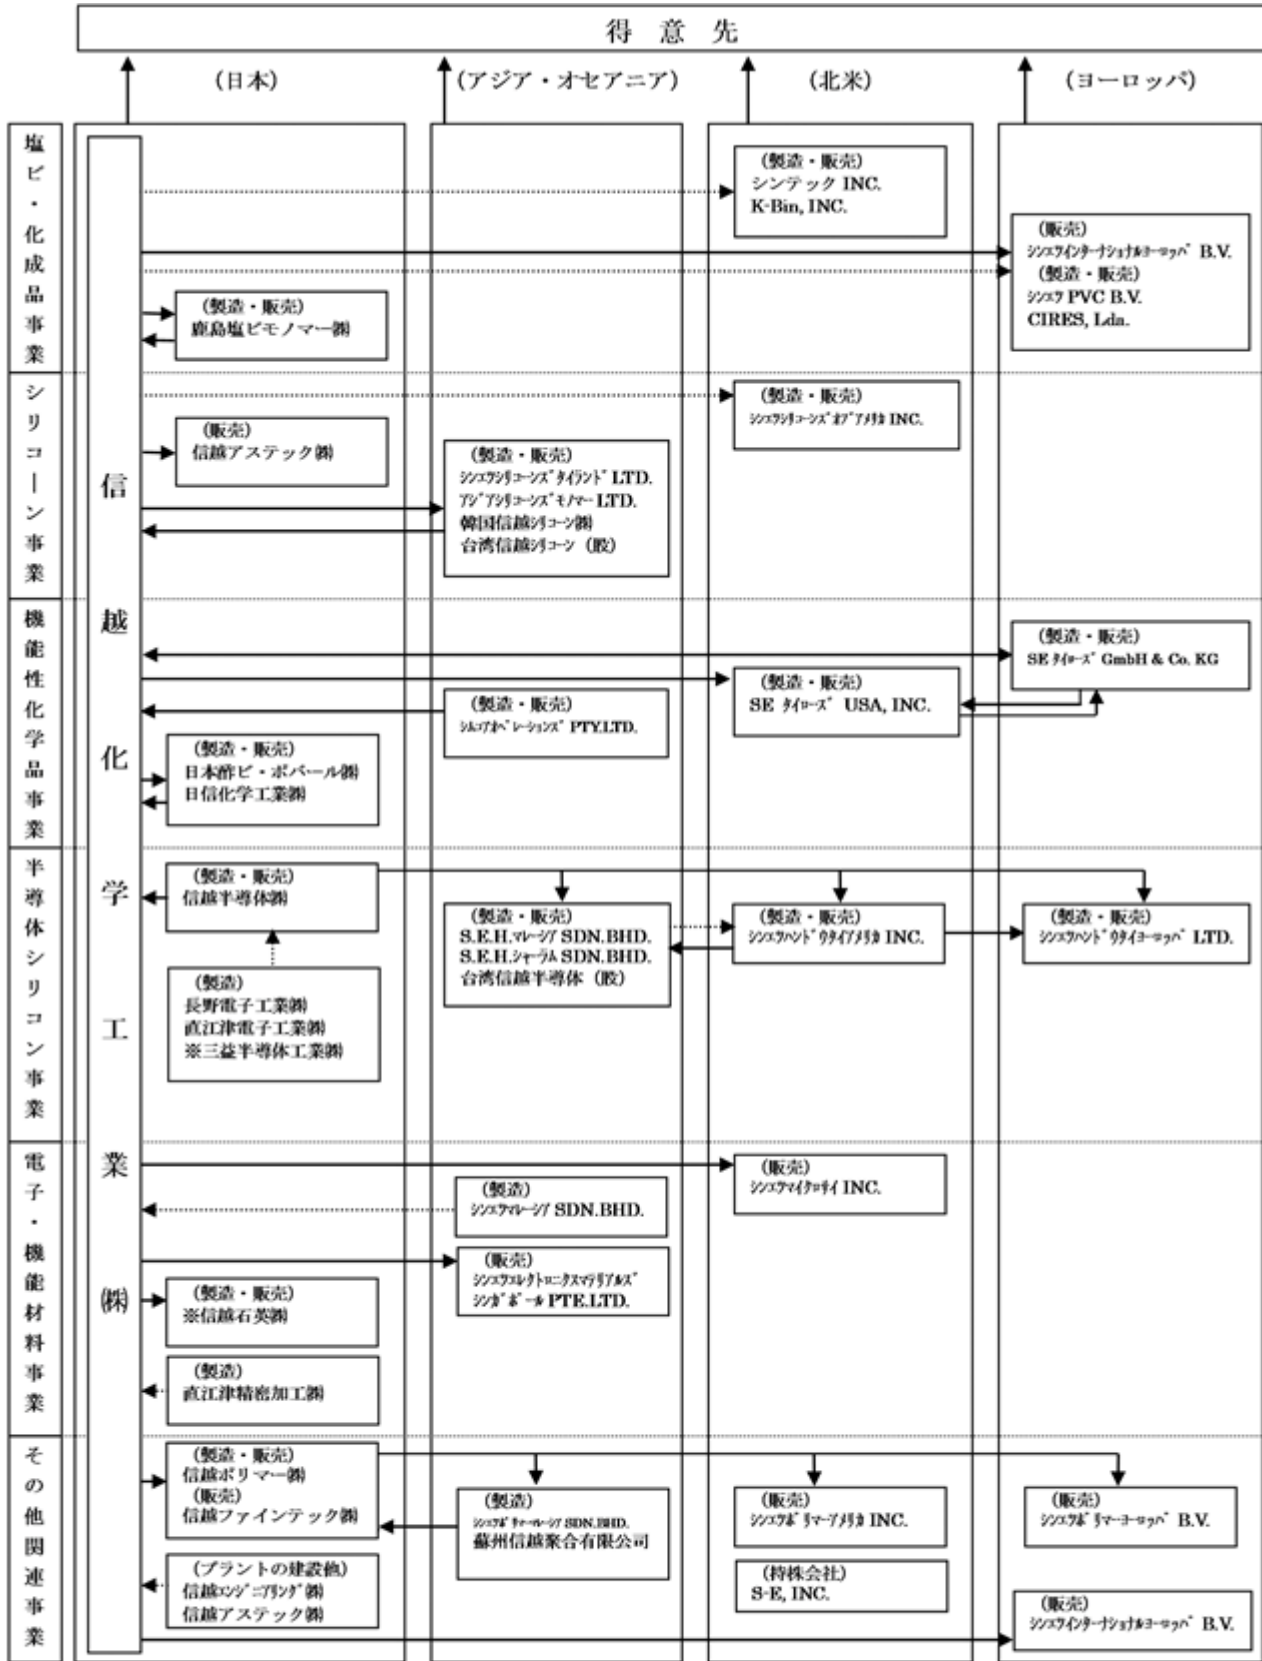 得 意 先
(日本)
(アジア・オセアニア)
(北米)
(ヨーロッパ)
信越化学工業㈱
塩ビ・化成品事業
(製造・販売)
シンテック INC.
K-Bin, INC.
(販売)
シンエツインターナショナルヨーロッパ B.V.
(製造・販売)
シンエツ PVC B.V.
CIRES, Lda.
(製造・販売)
鹿島塩ビモノマー㈱
シリコーン事業
(製造・販売)
シンエツシリコーンズオブアメリカ INC.
(販売)
信越アステック㈱
(製造・販売)
シンエツシリコーンズタイランド LTD.
アジアシリコーンズモノマー LTD.
韓国信越シリコーン㈱
台湾信越シリコーン (股)
機能性化学品事業
(製造・販売)
SE タイローズ GmbH & Co. KG
(製造・販売)
SE タイローズ USA, INC.
(製造・販売)
シムコアオペレーションズ PTY.LTD.
(製造・販売)
日本酢ビ・ポバール㈱
日信化学工業㈱
半導体シリコン事業
(製造・販売)
信越半導体㈱
(製造・販売)
S.E.H.マレーシア SDN.BHD.
S.E.H.シャーラム SDN.BHD.
台湾信越半導体 (股)
(製造・販売)
シンエツハンドウタイアメリカ INC.
(製造・販売)
シンエツハンドウタイヨーロッパ LTD.
(製造)
長野電子工業㈱
直江津電子工業㈱
※三益半導体工業㈱
電子・機能材料事業
(販売)
シンエツマイクロサイ INC.
(製造)
シンエツマレーシア SDN.BHD.
(販売)
シンエツエレクトロニクスマテリアルズ
シンガポール PTE.LTD.
(製造・販売)
※信越石英㈱
(製造)
直江津精密加工㈱
その他関連事業
(製造・販売)
信越ポリマー㈱
(販売)
信越ファインテック㈱
(製造)
シンエツポリマーマレーシア SDN.BHD.
蘇州信越聚合有限公司
(販売)
シンエツポリマーアメリカ INC.
(販売)
シンエツポリマーヨーロッパ B.V.
(プラントの建設他)
信越エンジニアリング㈱
信越アステック㈱
(持株会社)
S-E, INC.
(販売)
シンエツインターナショナルヨーロッパ B.V.